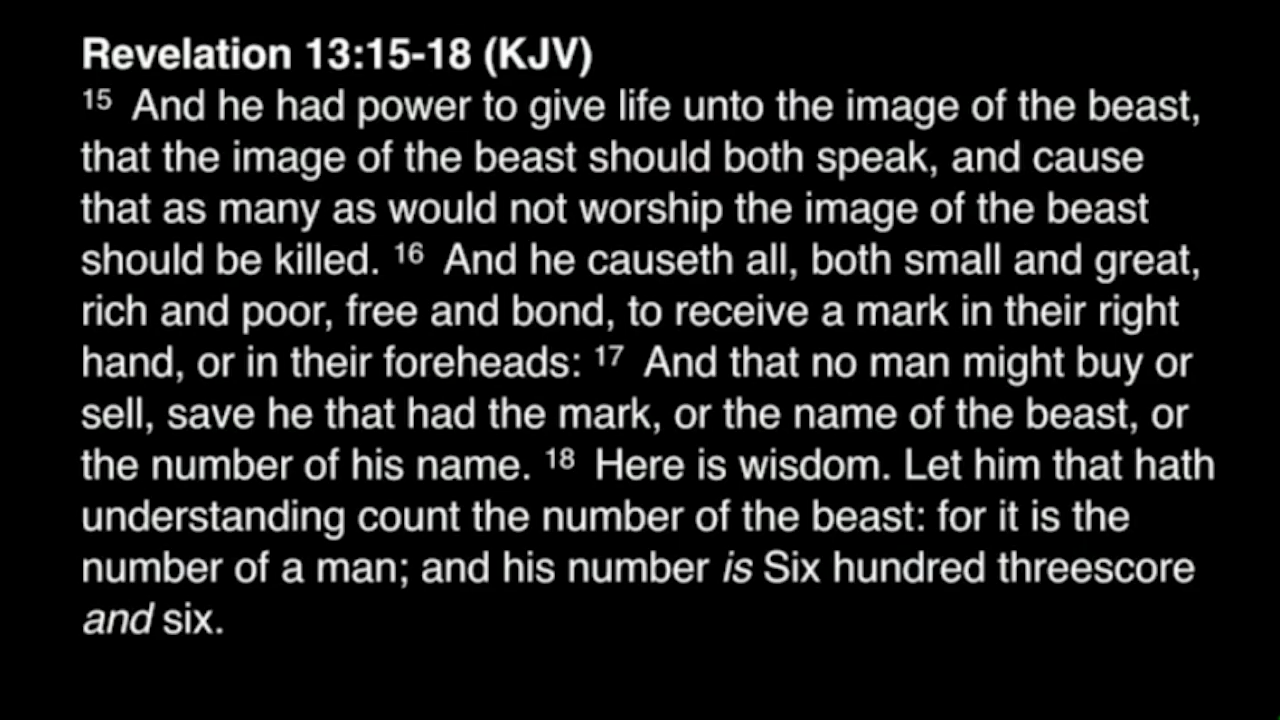 Revelation 13:15-18 (KJV)
15 And he had power to give life unto the image of the beast,
that the image of the beast should both speak, and cause
that as many as would not worship the image of the beast
should be killed. 16 And he causeth all, both small and great,
rich and poor, free and bond, to receive a mark in their right
hand, or in their foreheads: 17 And that no man might buy or
sell, save he that had the mark, or the name of the beast, or
the number of his name. 18 Here is wisdom. Let him that hath
understanding count the number of the beast: for it is the
number of a man; and his number is Six hundred threescore
and six.